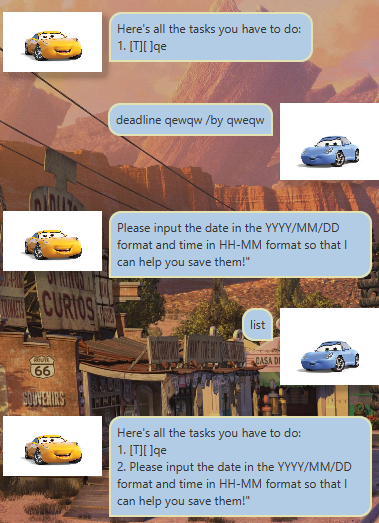 Here's all the tasks you have to do:
1. [T][ ]qe
deadline qewqw /by qweqw
Please input the date in the YYYY/MM/DD
format and time in HH-MM format so that I
can help you save them!"
list
CURIOS
ROUTE
66
SOUVENIRS
Here's all the tasks you have to do:
1. [T][ ]qe
2. Please input the date in the YYYY/MM/DD
format and time in HH-MM format so that I
can help you save them!"